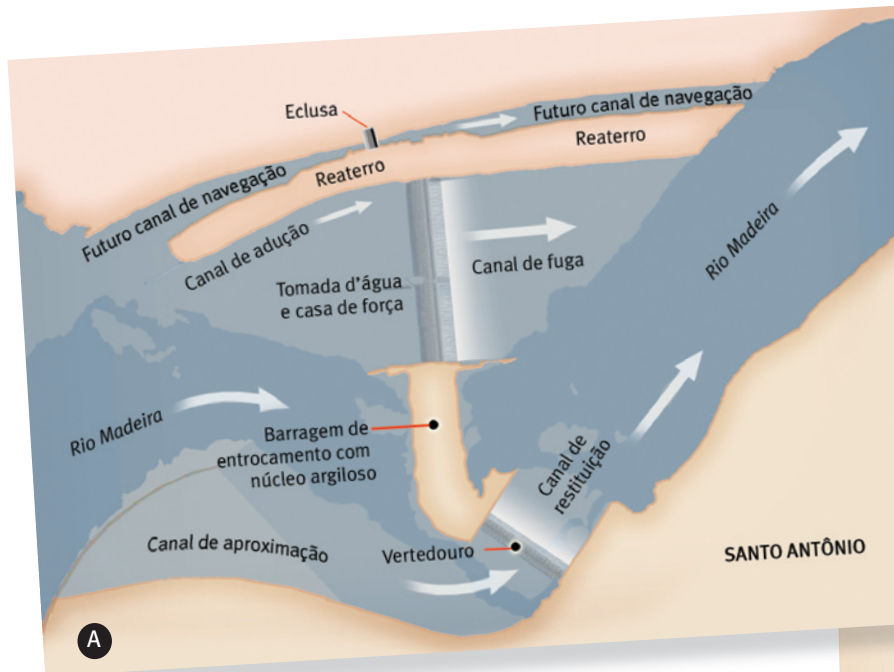 Eclusa
Futuro canal de navegação
Reaterro
Reaterro
Futuro canal de navegação
Canal de adução
Canal de fuga
Tomada d’água
e casa de força
Rio Madeira
Rio Madeira
Barragem de
entrocamento com
núcleo argiloso
Canal de
restituição
Canal de aproximação
Vertedouro
SANTO ANTÔNIO
A